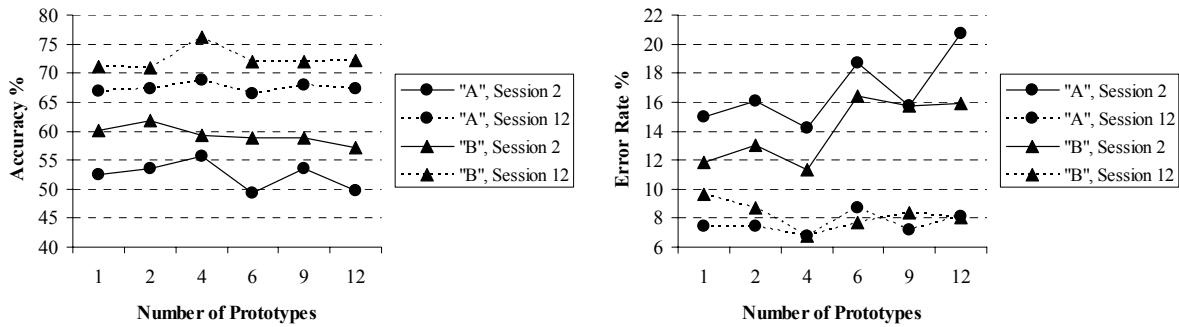 80
75
70
65
60
55
50
45
40
Accuracy %
1 2 4 6 9 12
Number of Prototypes
"A", Session 2
"A", Session 12
"B", Session 2
"B", Session 12
22
20
18
16
14
12
10
8
6
Error Rate %
1 2 4 6 9 12
Number of Prototypes
"A", Session 2
"A", Session 12
"B", Session 2
"B", Session 12